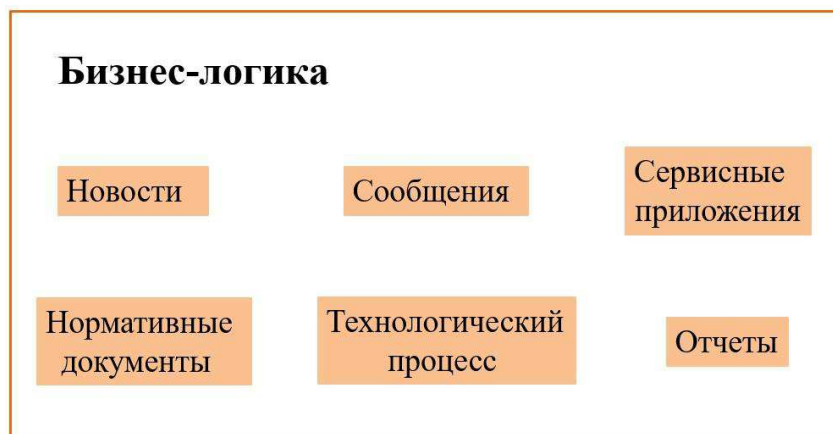 Бизнес-логика
Новости
Сообщения
Сервисные
приложения
Нормативные
документы
Технологический
процесс
Отчеты